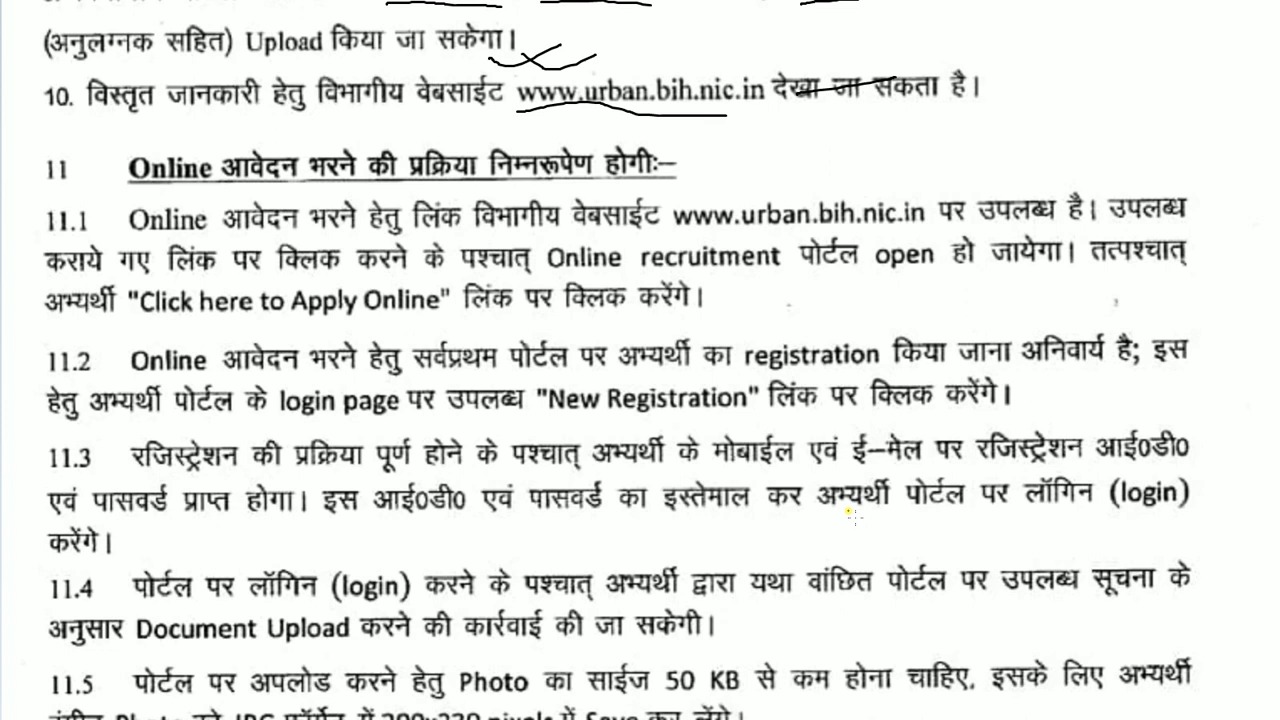 (अनुलग्नक सहित) Upload किया जा सकेगा।
10. विस्तृत जानकारी हेतु विभागीय वेबसाईट www.urban.bih.nic.in देखा जा सकता है।
11 Online आवेदन भरने की प्रक्रिया निम्नरूपेण होगीः–
11.1 Online आवेदन भरने हेतु लिंक विभागीय वेबसाईट www.urban.bih.nic.in पर उपलब्ध है। उपलब्ध
कराये गए लिंक पर क्लिक करने के पश्चात् Online recruitment पोर्टल open हो जायेगा। तत्पश्चात्
अभ्यर्थी "Click here to Apply Online" लिंक पर क्लिक करेंगे।
11.2 Online आवेदन भरने हेतु सर्वप्रथम पोर्टल पर अभ्यर्थी का registration किया जाना अनिवार्य है; इस
हेतु अभ्यर्थी पोर्टल के login page पर उपलब्ध "New Registration" लिंक पर क्लिक करेंगे।
11.3 रजिस्ट्रेशन की प्रक्रिया पूर्ण होने के पश्चात् अभ्यर्थी के मोबाईल एवं ई–मेल पर रजिस्ट्रेशन आई0डी0
एवं पासवर्ड प्राप्त होगा। इस आई0डी0 एवं पासवर्ड का इस्तेमाल कर अभ्यर्थी पोर्टल पर लॉगिन (login)
करेंगे।
11.4 पोर्टल पर लॉगिन (login) करने के पश्चात् अभ्यर्थी द्वारा यथा वांछित पोर्टल पर उपलब्ध सूचना के
अनुसार Document Upload करने की कार्रवाई की जा सकेगी।
11.5 पोर्टल पर अपलोड करने हेतु Photo का साईज 50 KB से कम होना चाहिए, इसके लिए अभ्यर्थी
Photo को JPG फॉर्मेट में 200x230 pixels में Save कर लेंगे।